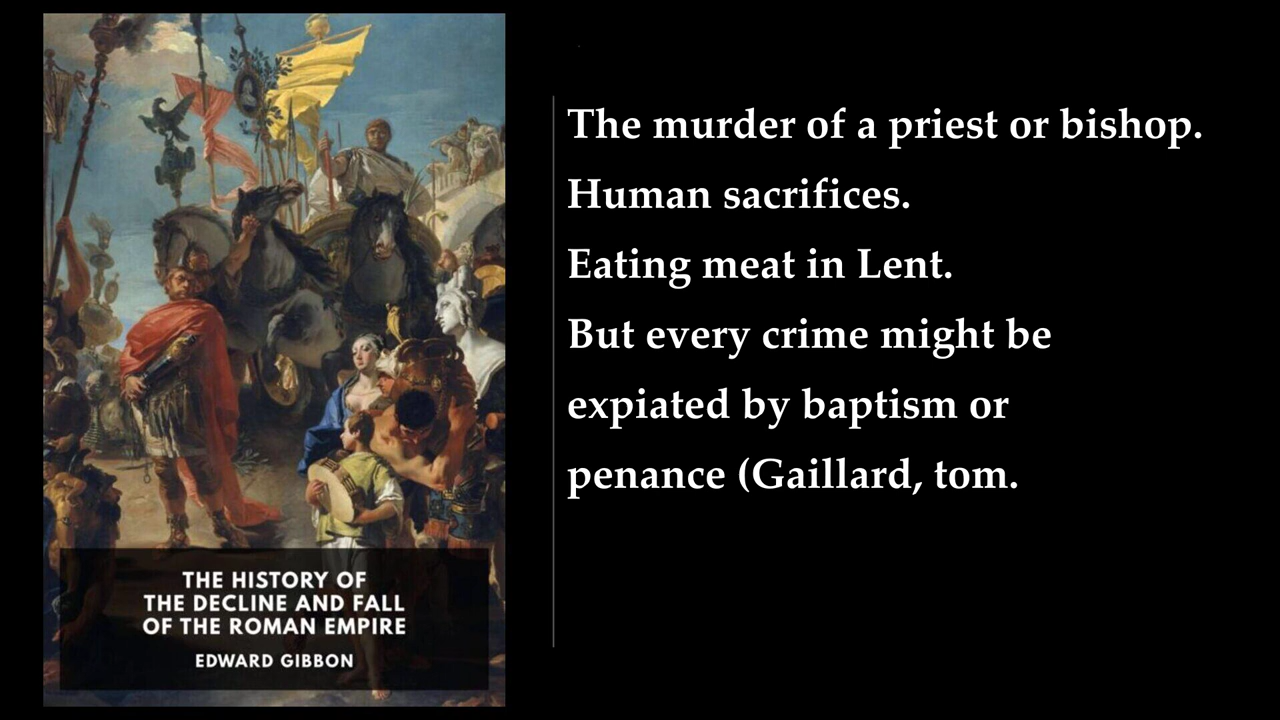 The murder of a priest or bishop.
Human sacrifices.
Eating meat in Lent.
But every crime might be
expiated by baptism or
penance (Gaillard, tom.
THE HISTORY OF
THE DECLINE AND FALL
OF THE ROMAN EMPIRE
EDWARD GIBBON